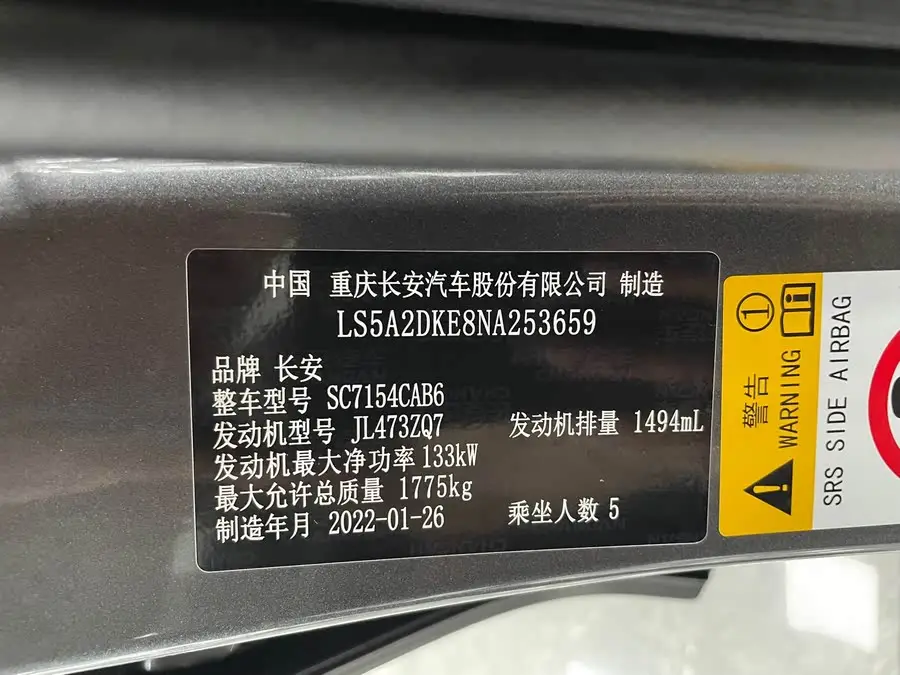 中国 重庆长安汽车股份有限公司 制造
LS5A2DKE8NA253659
品牌 长安
整车型号 SC7154CAB6
发动机型号 JL473ZQ7 发动机排量 1494mL
发动机最大净功率 133kW
最大允许总质量 1775kg
制造年月 2022-01-26 乘坐人数 5
① i
警告
WARNING
SRS SIDE AIRBAG